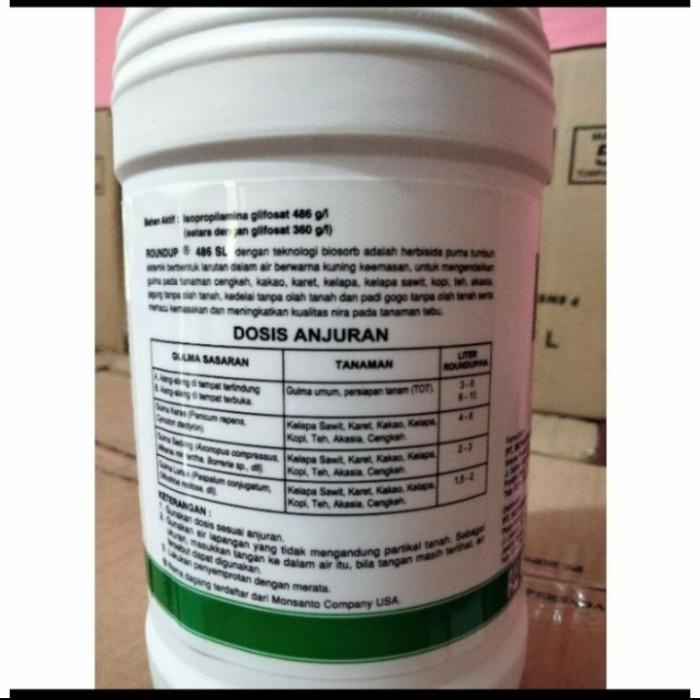 Bahan Aktif : Isopropilamina glifosat 486 g/l
(setara dengan glifosat 360 g/l)
ROUNDUP ® 486 SL dengan teknologi biosorb adalah herbisida purna tumbuh
sistemik berbentuk larutan dalam air berwarna kuning keemasan, untuk mengendalikan
gulma pada tanaman cengkeh, kakao, karet, kelapa, kelapa sawit, kopi, teh, akasia,
jagung tanpa olah tanah, kedelai tanpa olah tanah dan padi gogo tanpa olah tanah serta
memacu kemasakan dan meningkatkan kualitas nira pada tanaman tebu.
DOSIS ANJURAN
GULMA SASARAN TANAMAN LITER
ROUNDUP/HA
A. Alang-alang di tempat terlindung Gulma umum, persiapan tanam (TOT). 3 - 6
B. Alang-alang di tempat terbuka. 6 - 10
Gulma Keras (Panicum repens, Kelapa Sawit, Karet, Kakao, Kelapa, 4 - 6
Cynodon dactylon) Kopi, Teh, Akasia, Cengkeh.
Gulma Sedang (Axonopus compressus, Kelapa Sawit, Karet, Kakao, Kelapa, 2 - 3
Borreria sp., dll). Kopi, Teh, Akasia, Cengkeh.
Gulma Lunak (Paspalum conjugatum, Kelapa Sawit, Karet, Kakao, Kelapa, 1,5 - 2
dll). Kopi, Teh, Akasia, Cengkeh.
KETERANGAN :
1. Gunakan dosis sesuai anjuran.
2. Gunakan air lapangan yang tidak mengandung partikel tanah. Sebagai
ukuran, masukkan tangan ke dalam air itu, bila tangan masih terlihat, air
tersebut dapat digunakan.
3. Lakukan penyemprotan dengan merata.
® Nama dagang terdaftar dari Monsanto Company USA
5
L